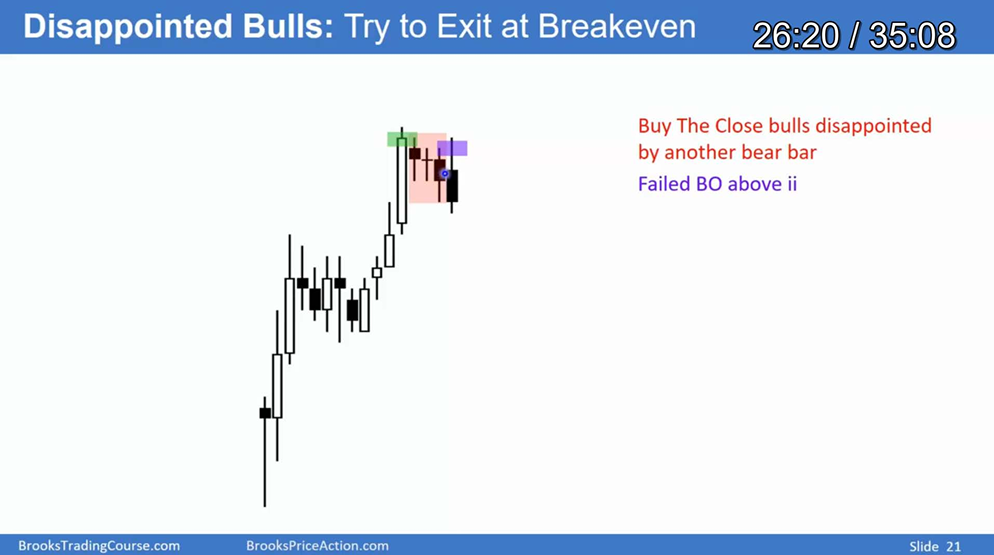 Disappointed Bulls: Try to Exit at Breakeven
26:20 / 35:08
Buy The Close bulls disappointed
by another bear bar
Failed BO above ii
BrooksTradingCourse.com
BrooksPriceAction.com
Slide 21